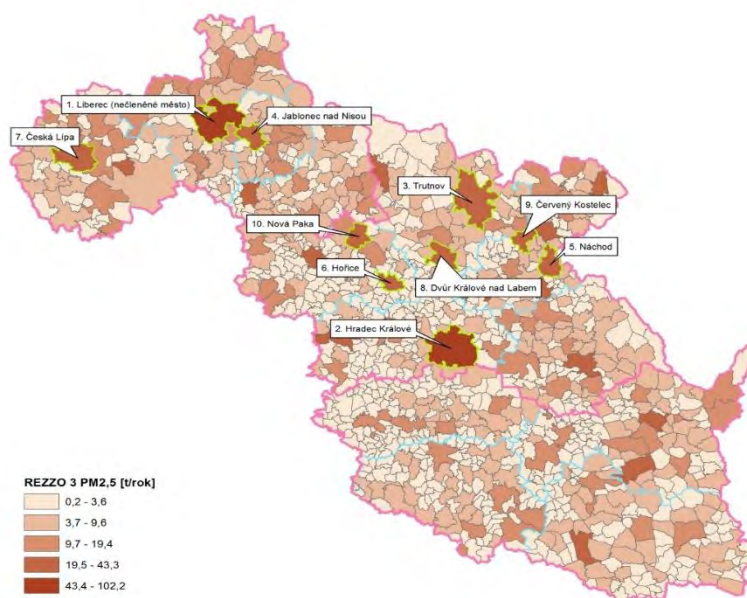 1. Liberec (nečleněné město)
4. Jablonec nad Nisou
7. Česká Lípa
3. Trutnov
9. Červený Kostelec
10. Nová Paka
5. Náchod
6. Hořice
8. Dvůr Králové nad Labem
2. Hradec Králové
REZZO 3 PM2,5 [t/rok]
0,2 - 3,6
3,7 - 9,6
9,7 - 19,4
19,5 - 43,3
43,4 - 102,2